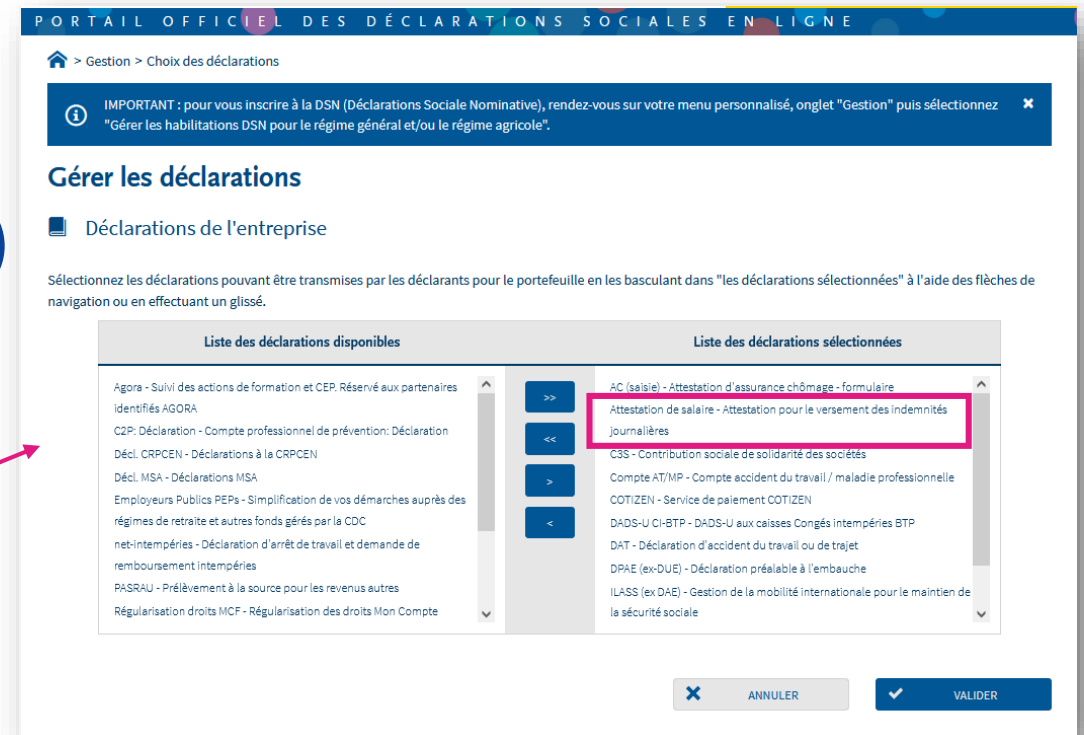 PORTAIL OFFICIEL DES DÉCLARATIONS SOCIALES EN LIGNE
> Gestion > Choix des déclarations
IMPORTANT : pour vous inscrire à la DSN (Déclarations Sociale Nominative), rendez-vous sur votre menu personnalisé, onglet "Gestion" puis sélectionnez
"Gérer les habilitations DSN pour le régime général et/ou le régime agricole".
Gérer les déclarations
Déclarations de l'entreprise
Sélectionnez les déclarations pouvant être transmises par les déclarants pour le portefeuille en les basculant dans "les déclarations sélectionnées" à l'aide des flèches de
navigation ou en effectuant un glissé.
Liste des déclarations disponibles
Agora - Suivi des actions de formation et CEP. Réservé aux partenaires
identifiés AGORA
C2P: Déclaration - Compte professionnel de prévention: Déclaration
Décl. CRPCEN - Déclarations à la CRPCEN
Décl. MSA - Déclarations MSA
Employeurs Publics PEPs - Simplification de vos démarches auprès des
régimes de retraite et autres fonds gérés par la CDC
net-intempéries - Déclaration d'arrêt de travail et demande de
remboursement intempéries
PASRAU - Prélèvement à la source pour les revenus autres
Régularisation droits MCF - Régularisation des droits Mon Compte
>>
<<
>
<
Liste des déclarations sélectionnées
AC (saisie) - Attestation d'assurance chômage - formulaire
Attestation de salaire - Attestation pour le versement des indemnités
journalières
C3S - Contribution sociale de solidarité des sociétés
Compte AT/MP - Compte accident du travail / maladie professionnelle
COTIZEN - Service de paiement COTIZEN
DADS-U CI-BTP - DADS-U aux caisses Congés intempéries BTP
DAT - Déclaration d'accident du travail ou de trajet
DPAE (ex-DUE) - Déclaration préalable à l'embauche
ILASS (ex DAE) - Gestion de la mobilité internationale pour le maintien de
la sécurité sociale
ANNULER
VALIDER